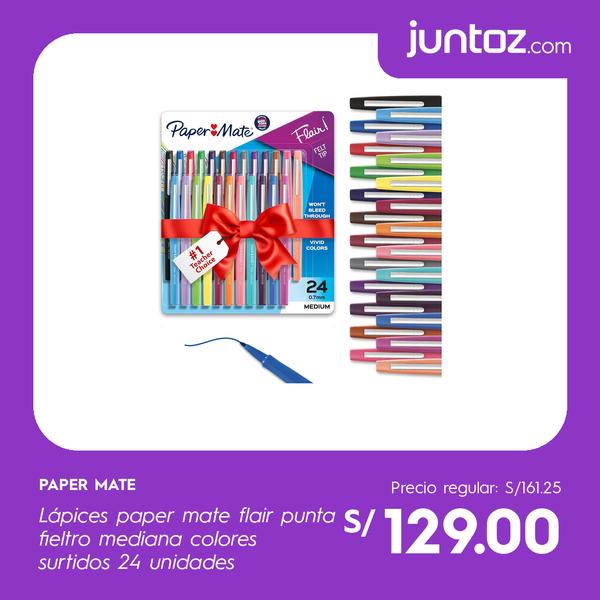 juntoz.com
Paper Mate
Flair!
FELT
TIP
WON'T
BLEED
THROUGH
VIVID
COLORS
#1
Teacher
Choice
24
0.7mm
MEDIUM
PAPER MATE
Lápices paper mate flair punta
fieltro mediana colores
surtidos 24 unidades
Precio regular: S/161.25
S/ 129.00